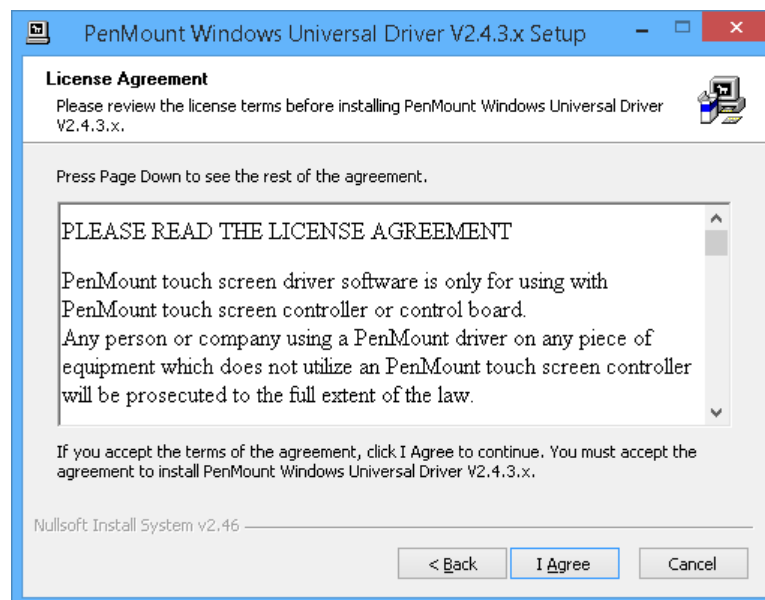 PenMount Windows Universal Driver V2.4.3.x Setup
License Agreement
Please review the license terms before installing PenMount Windows Universal Driver
V2.4.3.x.
Press Page Down to see the rest of the agreement.
PLEASE READ THE LICENSE AGREEMENT
PenMount touch screen driver software is only for using with
PenMount touch screen controller or control board.
Any person or company using a PenMount driver on any piece of
equipment which does not utilize an PenMount touch screen controller
will be prosecuted to the full extent of the law.
If you accept the terms of the agreement, click I Agree to continue. You must accept the
agreement to install PenMount Windows Universal Driver V2.4.3.x.
Nullsoft Install System v2.46
< Back
I Agree
Cancel